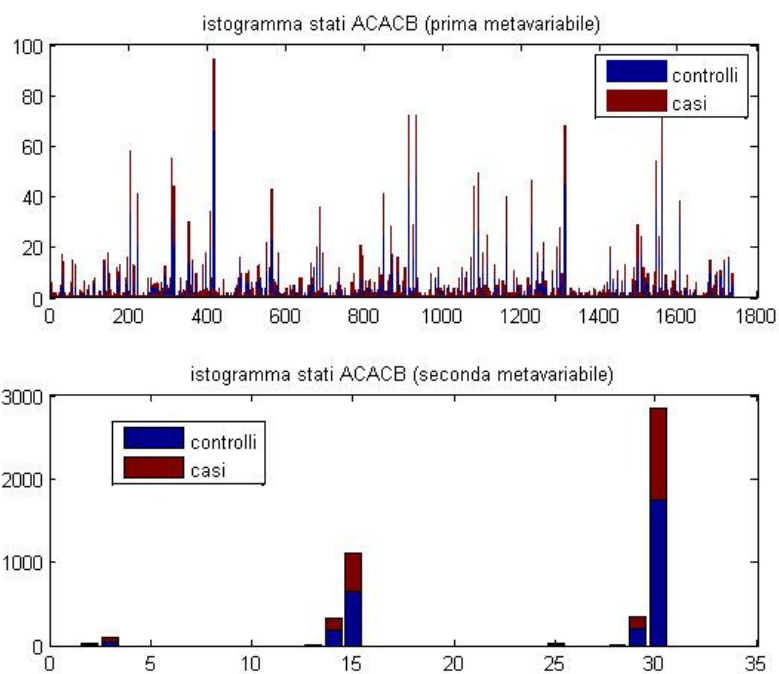 istogramma stati ACACB (prima metavariabile)
100
80
60
40
20
0
controlli
casi
0 200 400 600 800 1000 1200 1400 1600 1800
istogramma stati ACACB (seconda metavariabile)
3000
2000
1000
0
controlli
casi
0 5 10 15 20 25 30 35